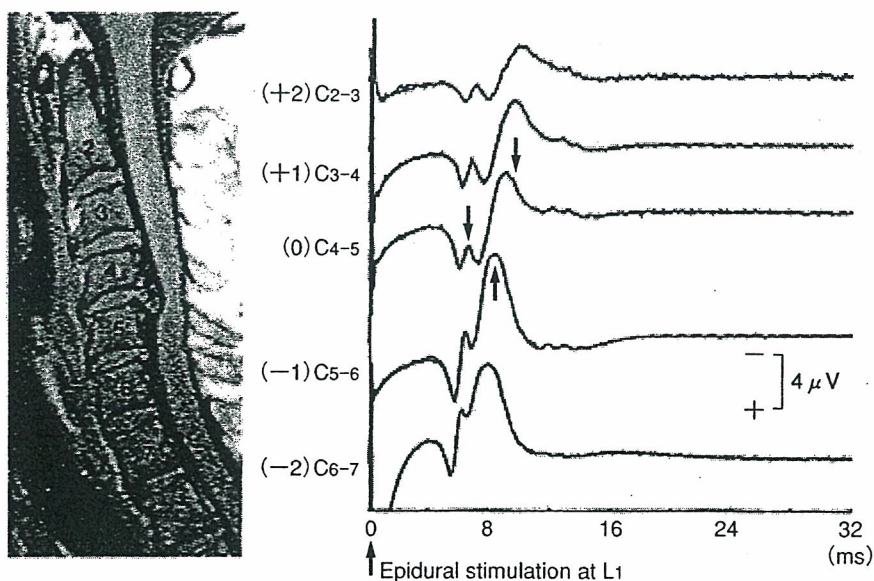 (+2)C2-3
(+1)C3-4
(0)C4-5
(−1)C5-6
(−2)C6-7
−
+
4 μV
0 8 16 24 32
(ms)
Epidural stimulation at L1